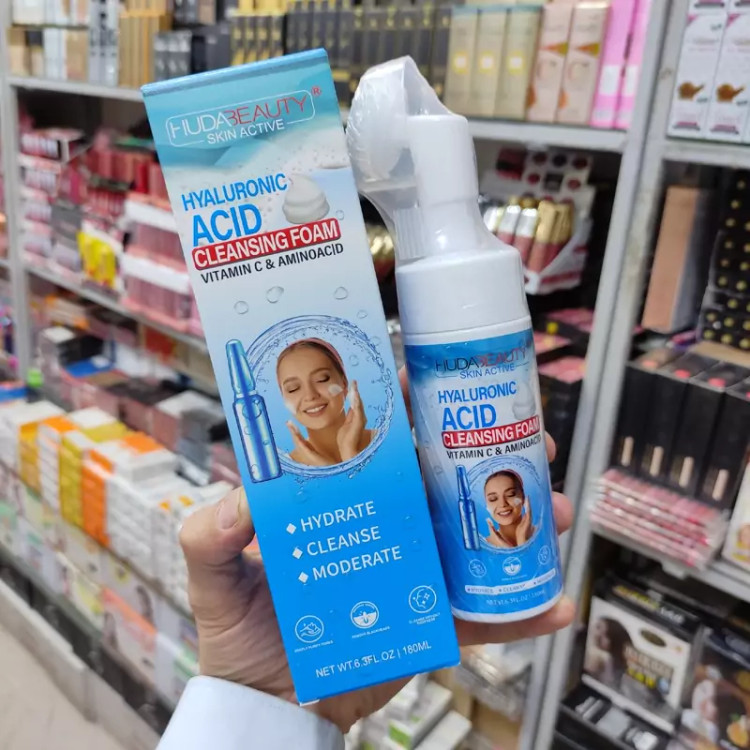 HUDABEAUTY®
SKIN ACTIVE
HYALURONIC
ACID
CLEANSING FOAM
VITAMIN C & AMINOACID
HYDRATE
CLEANSE
MODERATE
NET WT.6.3FL.OZ | 180ML
HUDABEAUTY
SKIN ACTIVE
HYALURONIC
ACID
CLEANSING FOAM
VITAMIN C & AMINOACID